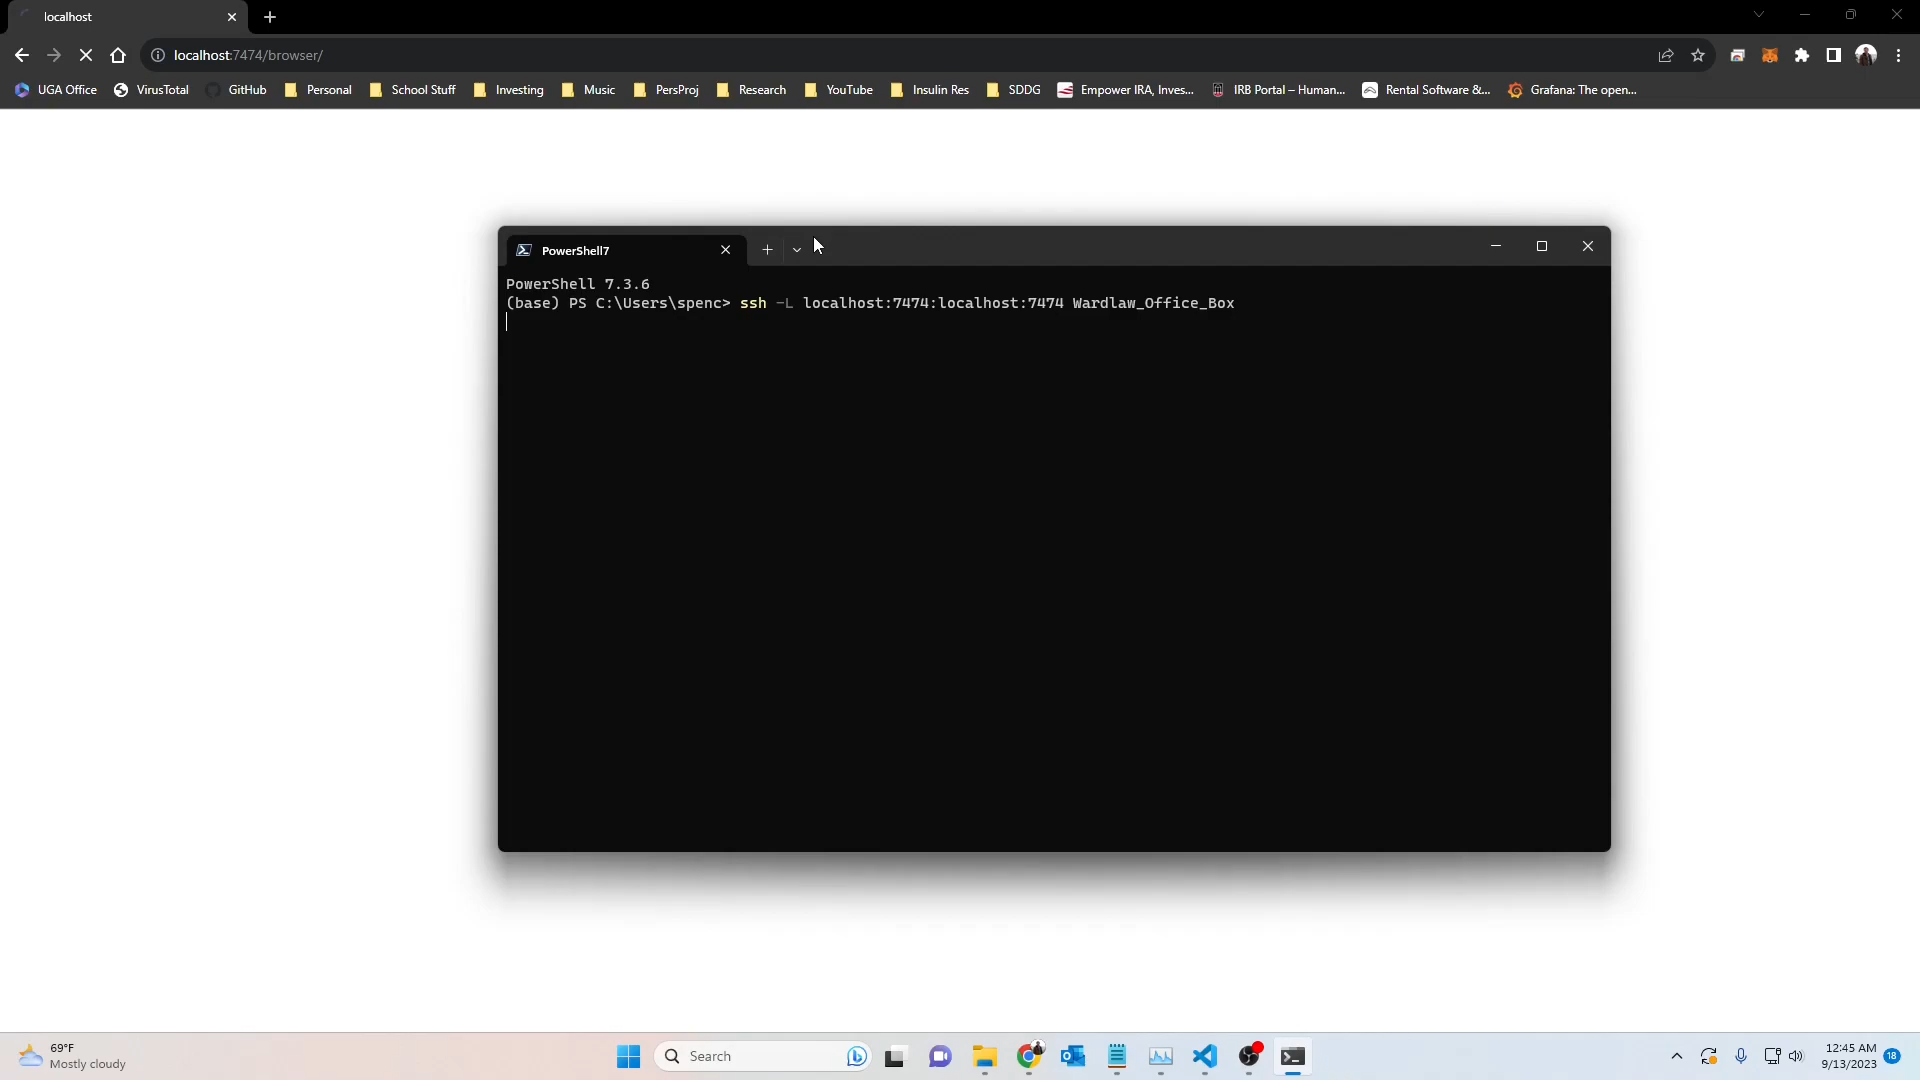 localhost
localhost:7474/browser/
UGA Office
VirusTotal
GitHub
Personal
School Stuff
Investing
Music
PersProj
Research
YouTube
Insulin Res
SDDG
Empower IRA, Inves...
IRB Portal – Human...
Rental Software &...
Grafana: The open...
PowerShell7
PowerShell 7.3.6
(base) PS C:\Users\spenc> ssh -L localhost:7474:localhost:7474 Wardlaw_Office_Box
69°F
Mostly cloudy
Search
12:45 AM
9/13/2023
18